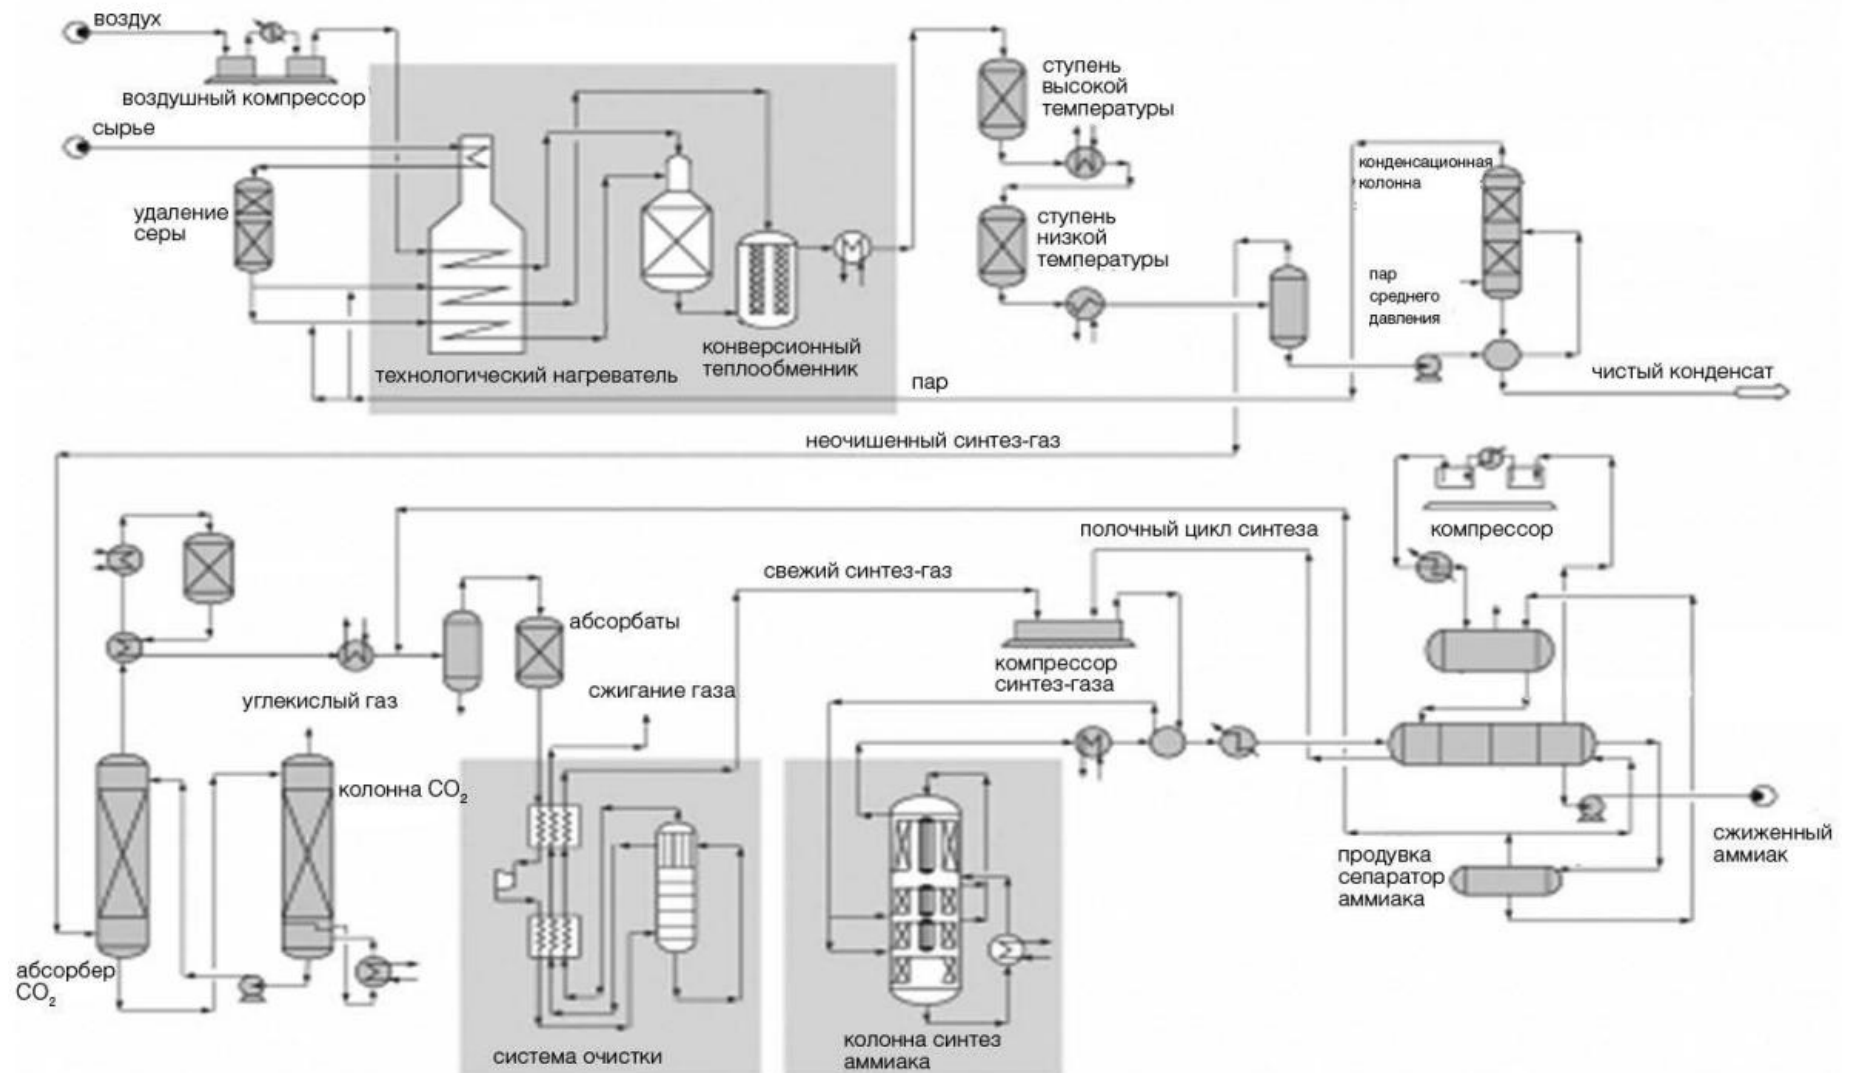 воздух
воздушный компрессор
сырье
удаление
серы
технологический нагреватель
конверсионный
теплообменник
ступень
высокой
температуры
ступень
низкой
температуры
конденсационная
колонна
пар
среднего
давления
чистый конденсат
пар
неочишенный синтез-газ
компрессор
полочный цикл синтеза
свежий синтез-газ
абсорбаты
компрессор
синтез-газа
сжигание газа
углекислый газ
колонна CO2
абсорбер
CO2
система очистки
колонна синтез
аммиака
продувка
сепаратор
аммиака
сжиженный
аммиак